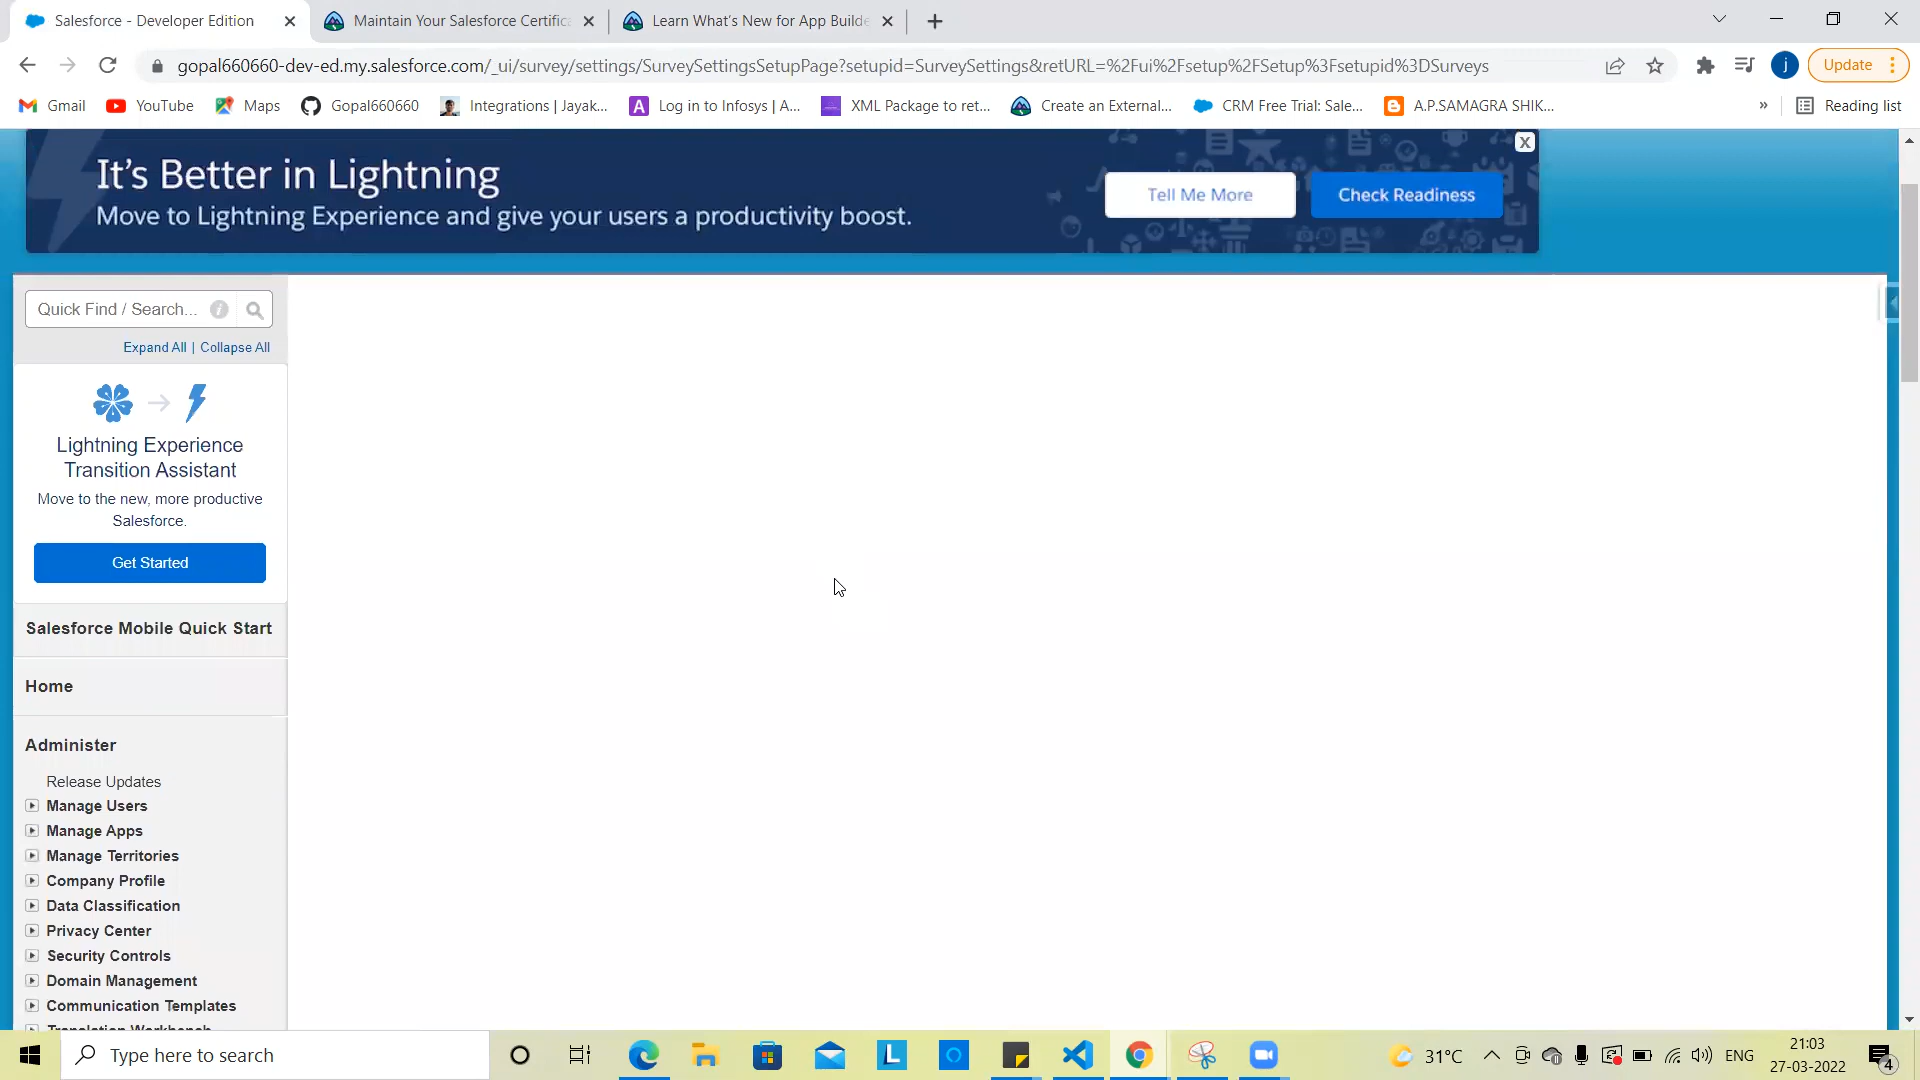 Salesforce - Developer Edition
Maintain Your Salesforce Certific
Learn What's New for App Builde
gopal660660-dev-ed.my.salesforce.com/_ui/survey/settings/SurveySettingsSetupPage?setupid=SurveySettings&retURL=%2Fui%2Fsetup%2FSetup%3Fsetupid%3DSurveys
j
Update
Gmail
YouTube
Maps
Gopal660660
Integrations | Jayak...
A
Log in to Infosys | A...
XML Package to ret...
Create an External...
CRM Free Trial: Sale...
A.P.SAMAGRA SHIK...
»
Reading list
It's Better in Lightning
Move to Lightning Experience and give your users a productivity boost.
Tell Me More
Check Readiness
X
Quick Find / Search...
i
Expand All | Collapse All
Lightning Experience
Transition Assistant
Move to the new, more productive
Salesforce.
Get Started
Salesforce Mobile Quick Start
Home
Administer
Release Updates
Manage Users
Manage Apps
Manage Territories
Company Profile
Data Classification
Privacy Center
Security Controls
Domain Management
Communication Templates
Translation Workbench
Type here to search
L
31°C
ENG
21:03
27-03-2022
4